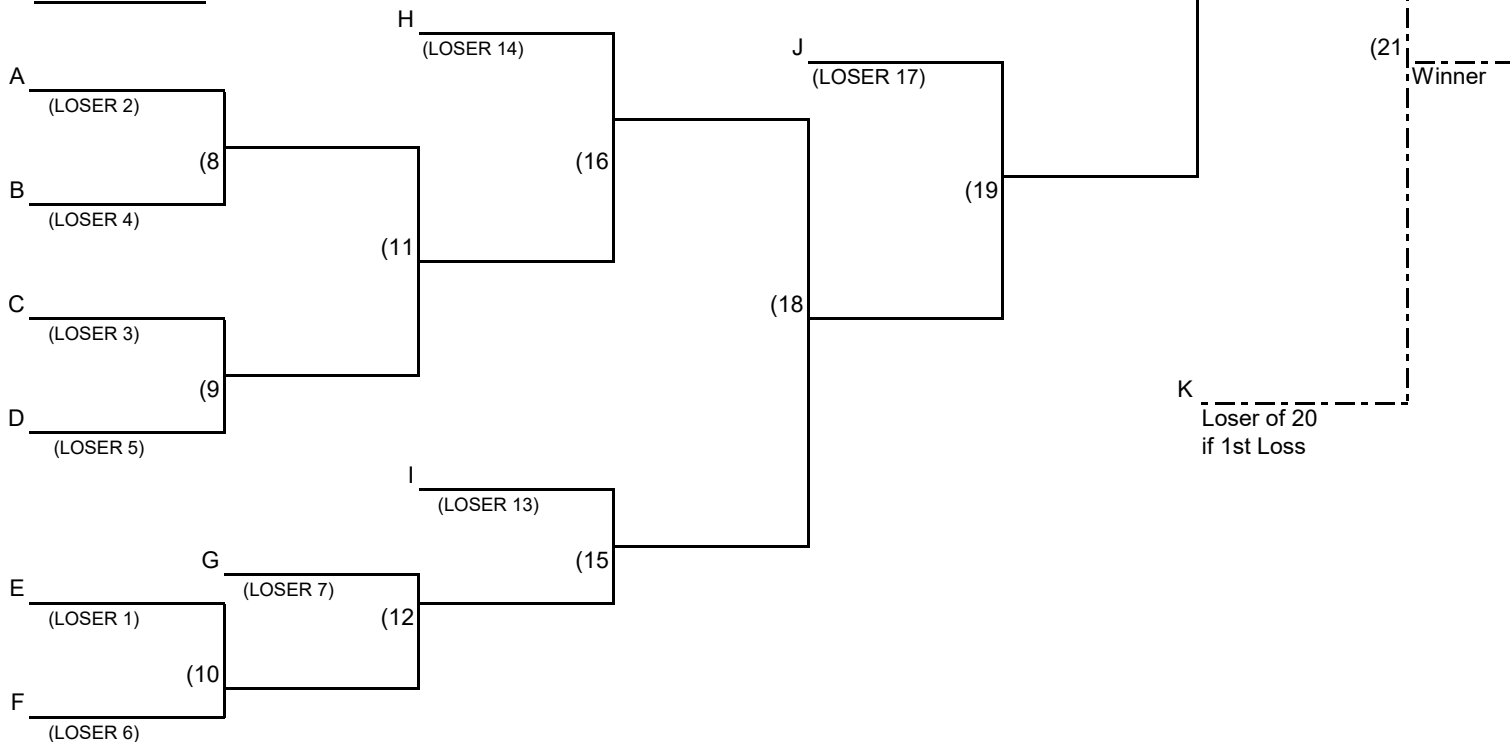 H
(LOSER 14)
J
(LOSER 17)
(21
Winner
A
(LOSER 2)
(8
(16
B
(LOSER 4)
(19
(11
C
(LOSER 3)
(18
(9
K
Loser of 20
if 1st Loss
D
(LOSER 5)
I
(LOSER 13)
(15
G
(LOSER 7)
E
(LOSER 1)
(12
(10
F
(LOSER 6)